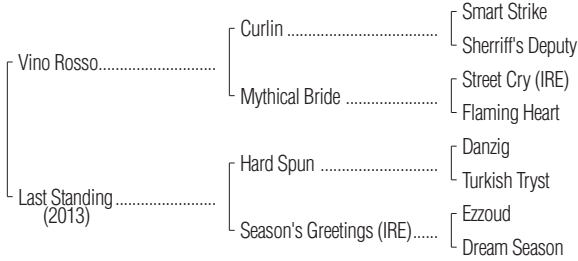 Smart Strike
Curlin
Sherriff's Deputy
Vino Rosso
Street Cry (IRE)
Mythical Bride
Flaming Heart
Danzig
Hard Spun
Turkish Tryst
Last Standing
(2013)
Ezzoud
Season's Greetings (IRE)
Dream Season